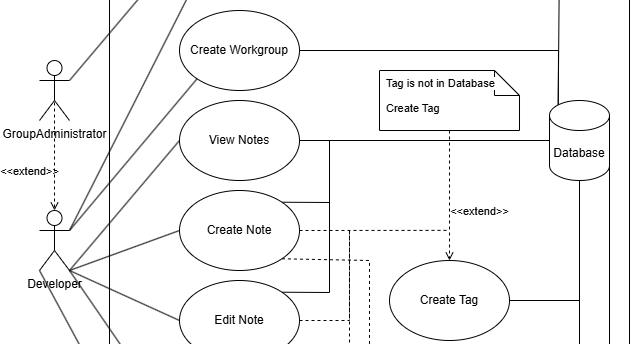 Create Workgroup
Tag is not in Database
Create Tag
GroupAdministrator
View Notes
Database
<<extend>>
Create Note
<<extend>>
Developer
Create Tag
Edit Note